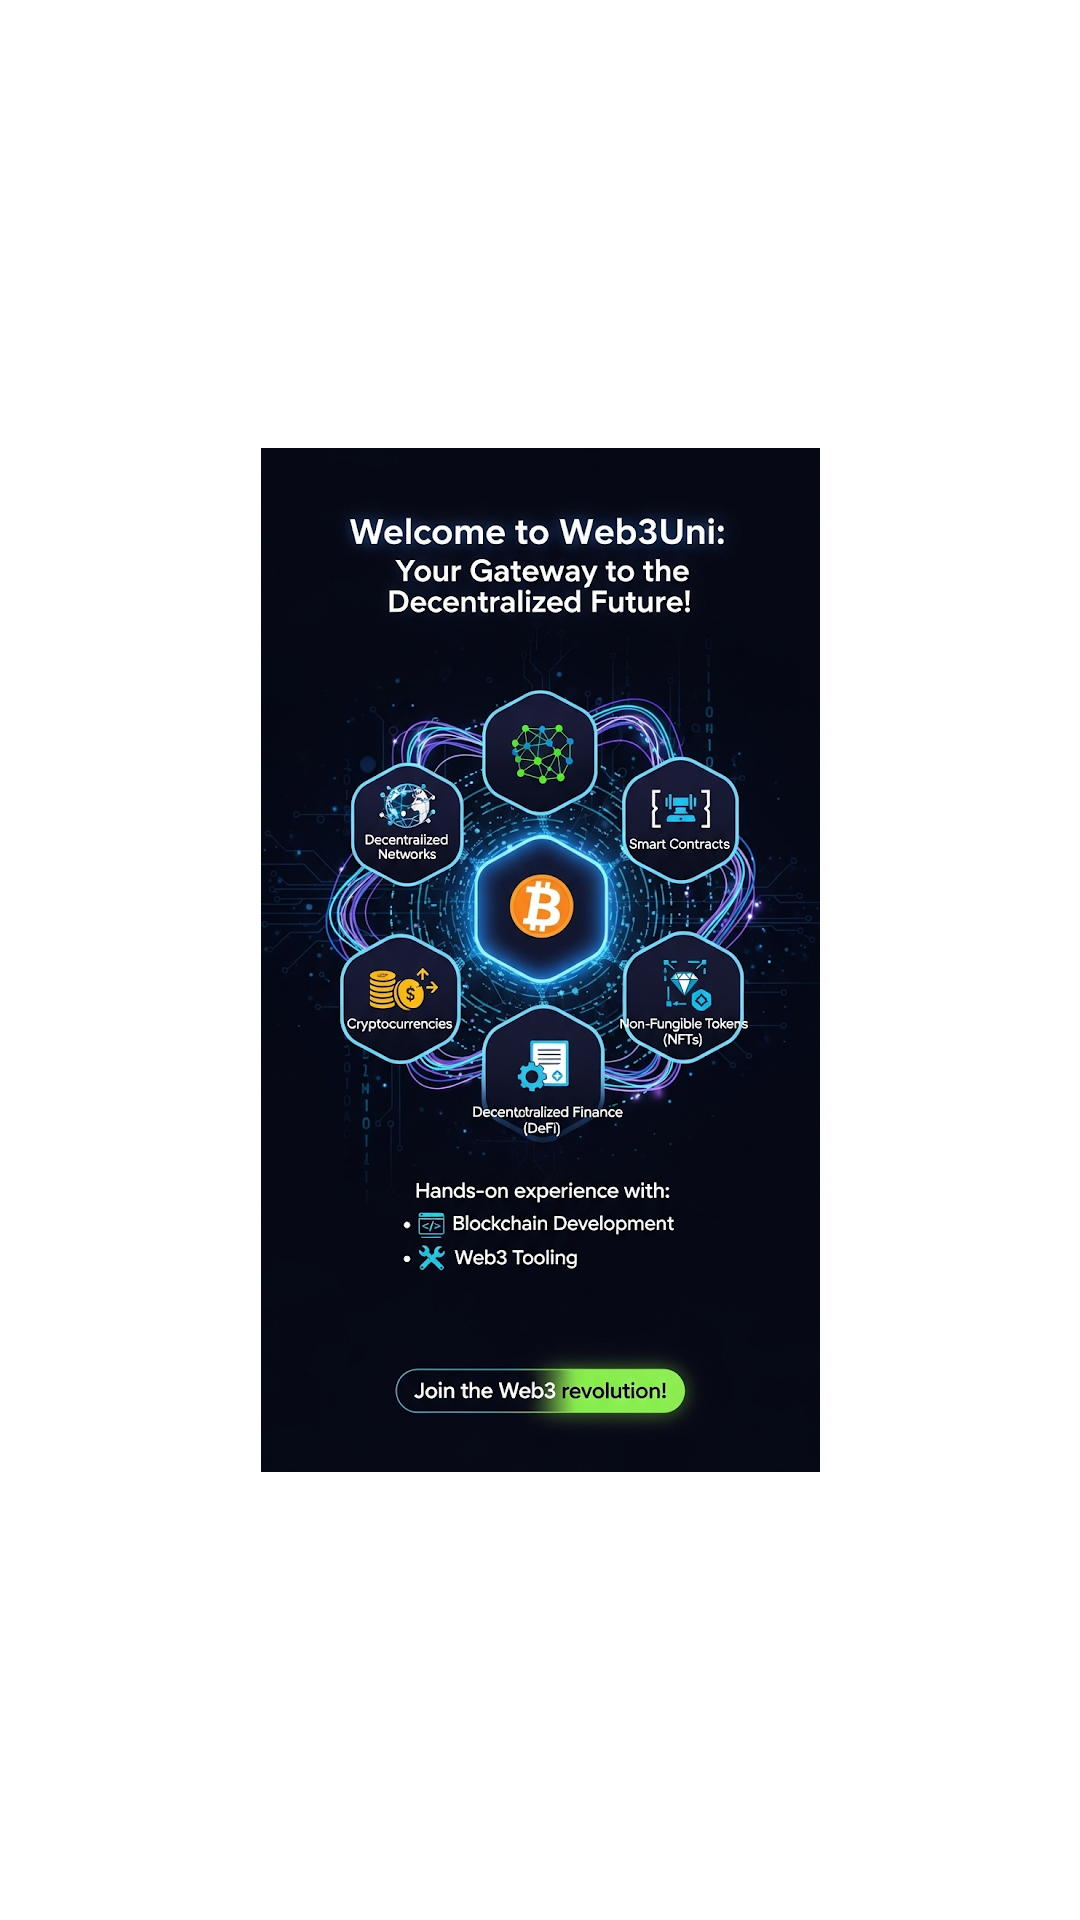 Welcome to Web3Uni:
Your Gateway to the
Decentralized Future!
Decentraiized
Networks
Smart Contracts
Cryptocurrencies
Non-Fungible Tokens
(NFTs)
Decentotralized Finance
(DeFi)
Hands-on experience with:
• </> Blockchain Development
• Web3 Tooling
Join the Web3 revolution!